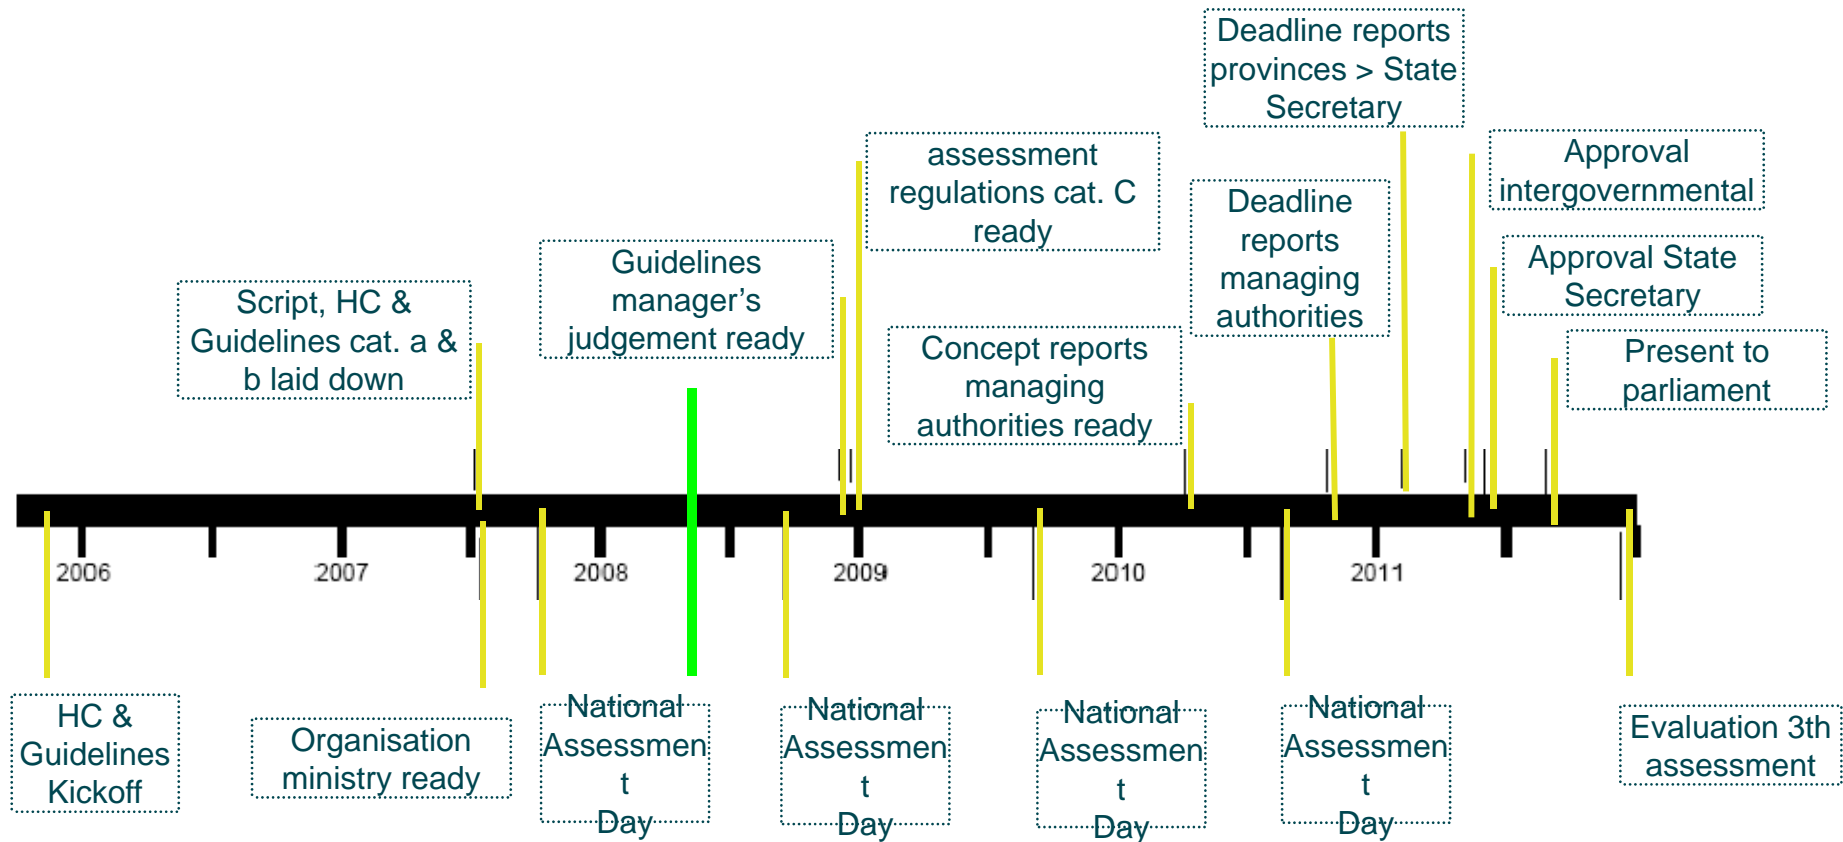 Deadline reports
provinces > State
Secretary
assessment
regulations cat. C
ready
Approval
intergovernmental
Deadline
reports
managing
authorities
Guidelines
manager's
judgement ready
Approval State
Secretary
Script, HC &
Guidelines cat. a &
b laid down
Concept reports
managing
authorities ready
Present to
parliament
2006
2007
2008
2009
2010
2011
HC &
Guidelines
Kickoff
Organisation
ministry ready
National
Assessmen
t
Day
National
Assessmen
t
Day
National
Assessmen
t
Day
National
Assessmen
t
Day
Evaluation 3th
assessment